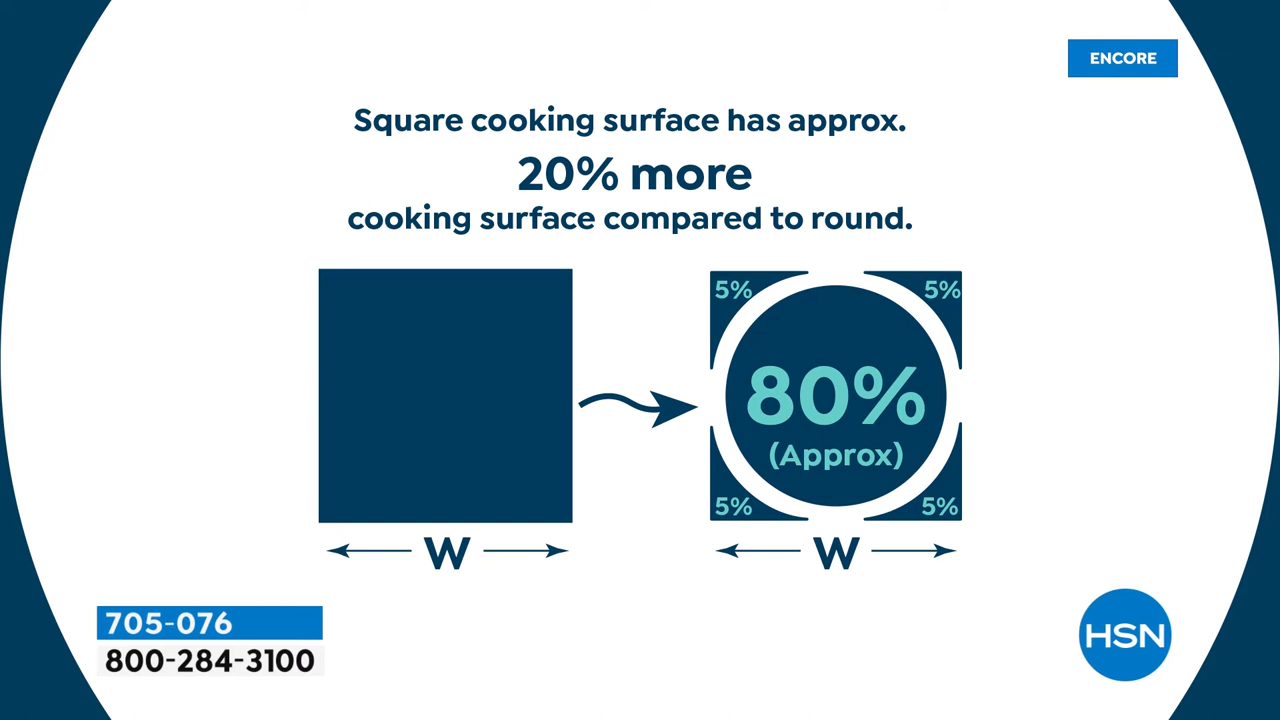 ENCORE
Square cooking surface has approx.
20% more
cooking surface compared to round.
5% 5%
80%
(Approx)
5% 5%
W W
705-076
800-284-3100
HSN